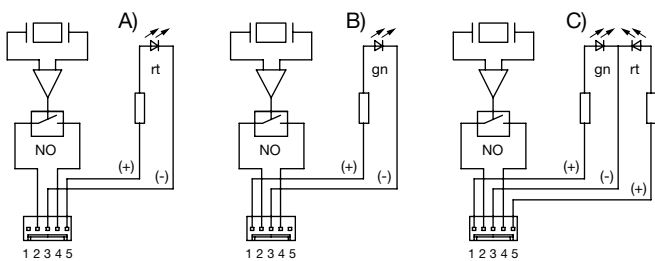 A)
rt
NO
(+)
(-)
1 2 3 4 5
B)
gn
NO
(+)
(-)
1 2 3 4 5
C)
gn
rt
NO
(+)
(-)
(+)
1 2 3 4 5